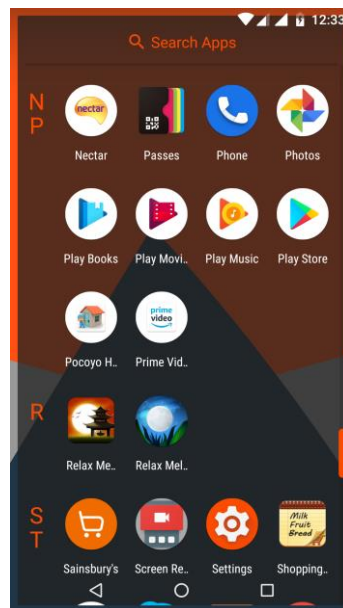 12:33
Search Apps
N
P
nectar
Nectar
Passes
Phone
Photos
Play Books
Play Movi..
Play Music
Play Store
prime
video
Pocoyo H..
Prime Vid..
R
Relax Me..
Relax Mel..
S
T
Milk
Fruit
Bread
Sainsbury's
Screen Re..
Settings
Shopping..